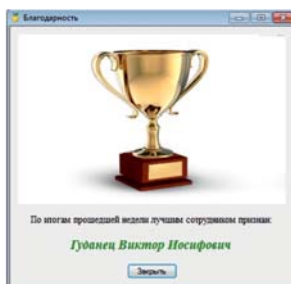 Благодарность
По итогам прошедшей недели лучшим сотрудником признан:
Гуданец Виктор Иосифович
Закрыть